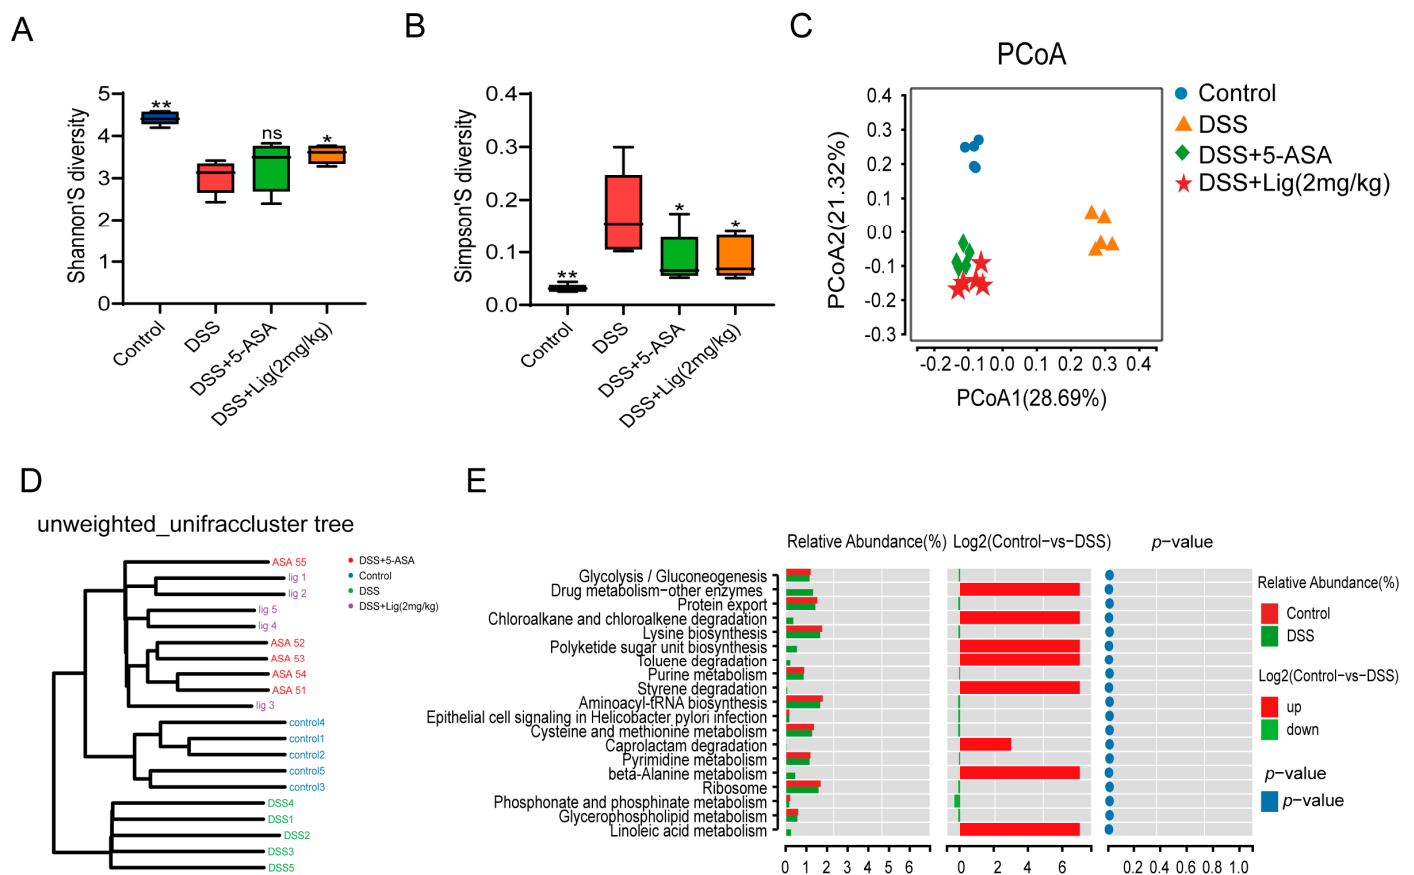 A
Shannon'S diversity
5
4
3
2
1
0
**
ns
*
Control
DSS
DSS+5-ASA
DSS+Lig(2mg/kg)
B
Simpson'S diversity
0.4
0.3
0.2
0.1
0.0
**
*
*
Control
DSS
DSS+5-ASA
DSS+Lig(2mg/kg)
C
PCoA
PCoA2(21.32%)
0.4
0.3
0.2
0.1
0.0
-0.1
-0.2
-0.3
-0.2 -0.1 0.0 0.1 0.2 0.3 0.4
PCoA1(28.69%)
Control
DSS
DSS+5-ASA
DSS+Lig(2mg/kg)
D
unweighted_unifraccluster tree
ASA 55
lig 1
lig 2
lig 5
lig 4
ASA 52
ASA 53
ASA 54
ASA 51
lig 3
control4
control1
control2
control5
control3
DSS4
DSS1
DSS2
DSS3
DSS5
DSS+5-ASA
Control
DSS
DSS+Lig(2mg/kg)
E
Relative Abundance(%) Log2(Control-vs-DSS) p-value
Glycolysis / Gluconeogenesis
Drug metabolism-other enzymes
Protein export
Chloroalkane and chloroalkene degradation
Lysine biosynthesis
Polyketide sugar unit biosynthesis
Toluene degradation
Purine metabolism
Styrene degradation
Aminoacyl-tRNA biosynthesis
Epithelial cell signaling in Helicobacter pylori infection
Cysteine and methionine metabolism
Caprolactam degradation
Pyrimidine metabolism
beta-Alanine metabolism
Ribosome
Phosphonate and phosphinate metabolism
Glycerophospholipid metabolism
Linoleic acid metabolism
0 1 2 3 4 5 6
0 2 4 6
0.2 0.4 0.6 0.8 1.0
Relative Abundance(%)
Control
DSS
Log2(Control-vs-DSS)
up
down
p-value
p-value